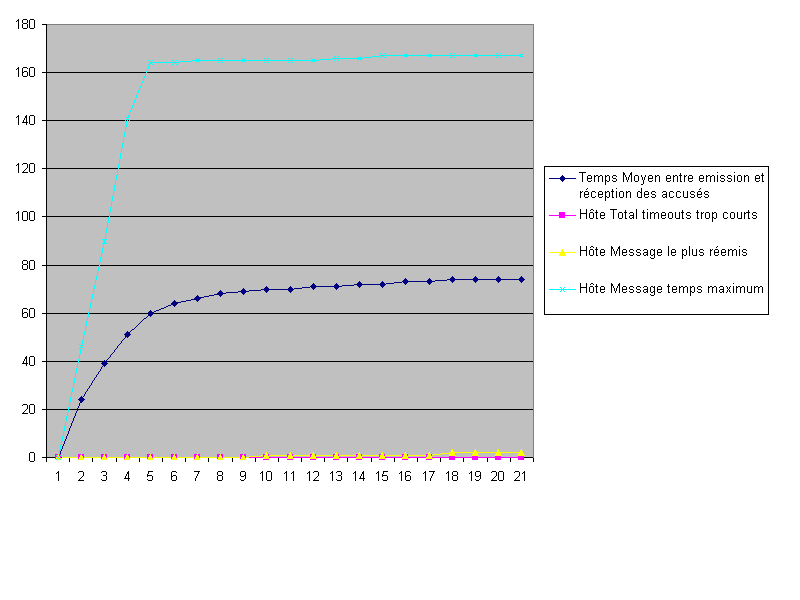 180
160
140
120
100
80
60
40
20
0
1 2 3 4 5 6 7 8 9 10 11 12 13 14 15 16 17 18 19 20 21
Temps Moyen entre emission et
réception des accusés
Hôte Total timeouts trop courts
Hôte Message le plus réemis
Hôte Message temps maximum